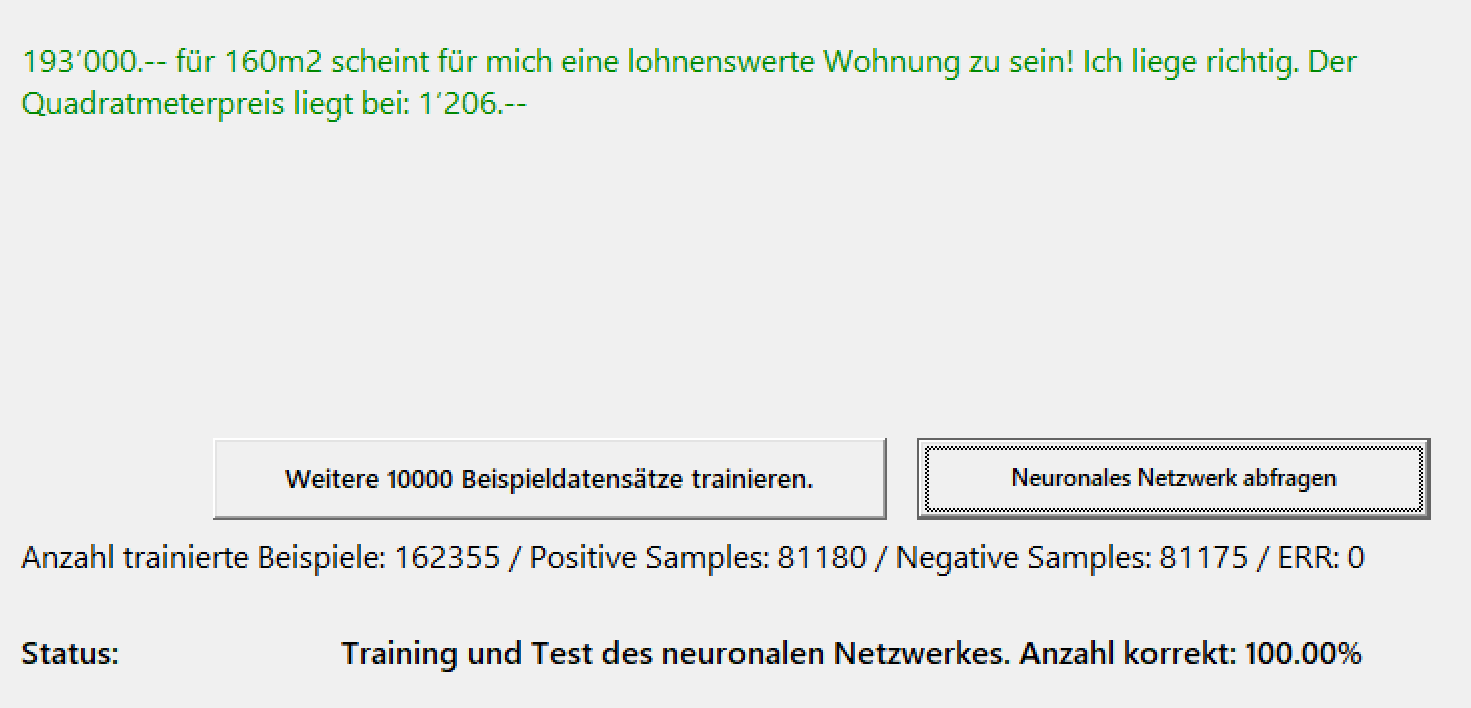 193’000.-- für 160m2 scheint für mich eine lohnenswerte Wohnung zu sein! Ich liege richtig. Der
Quadratmeterpreis liegt bei: 1’206.--
Weitere 10000 Beispieldatensätze trainieren.
Neuronales Netzwerk abfragen
Anzahl trainierte Beispiele: 162355 / Positive Samples: 81180 / Negative Samples: 81175 / ERR: 0
Status: Training und Test des neuronalen Netzwerkes. Anzahl korrekt: 100.00%